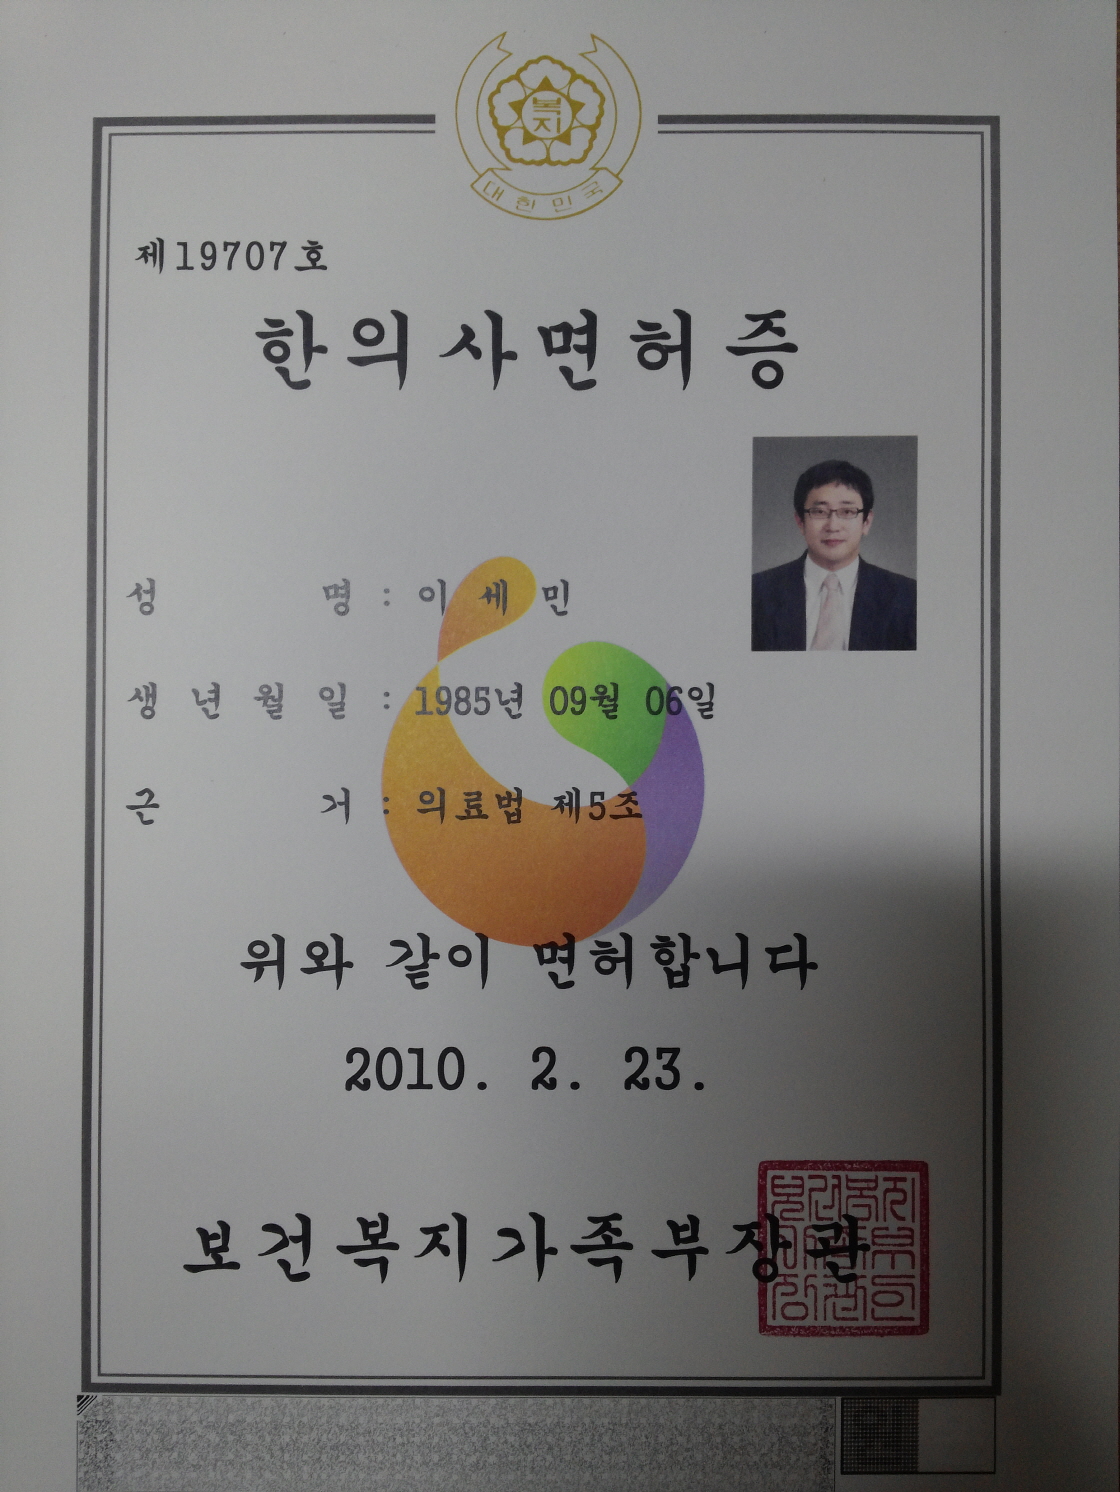 복지
대한민국
제19707호
한의사면허증
성 명 : 이 세 민
생 년 월 일 : 1985년 09월 06일
근 거 : 의료법 제5조
위와 같이 면허합니다
2010. 2. 23.
보건복지가족부장관